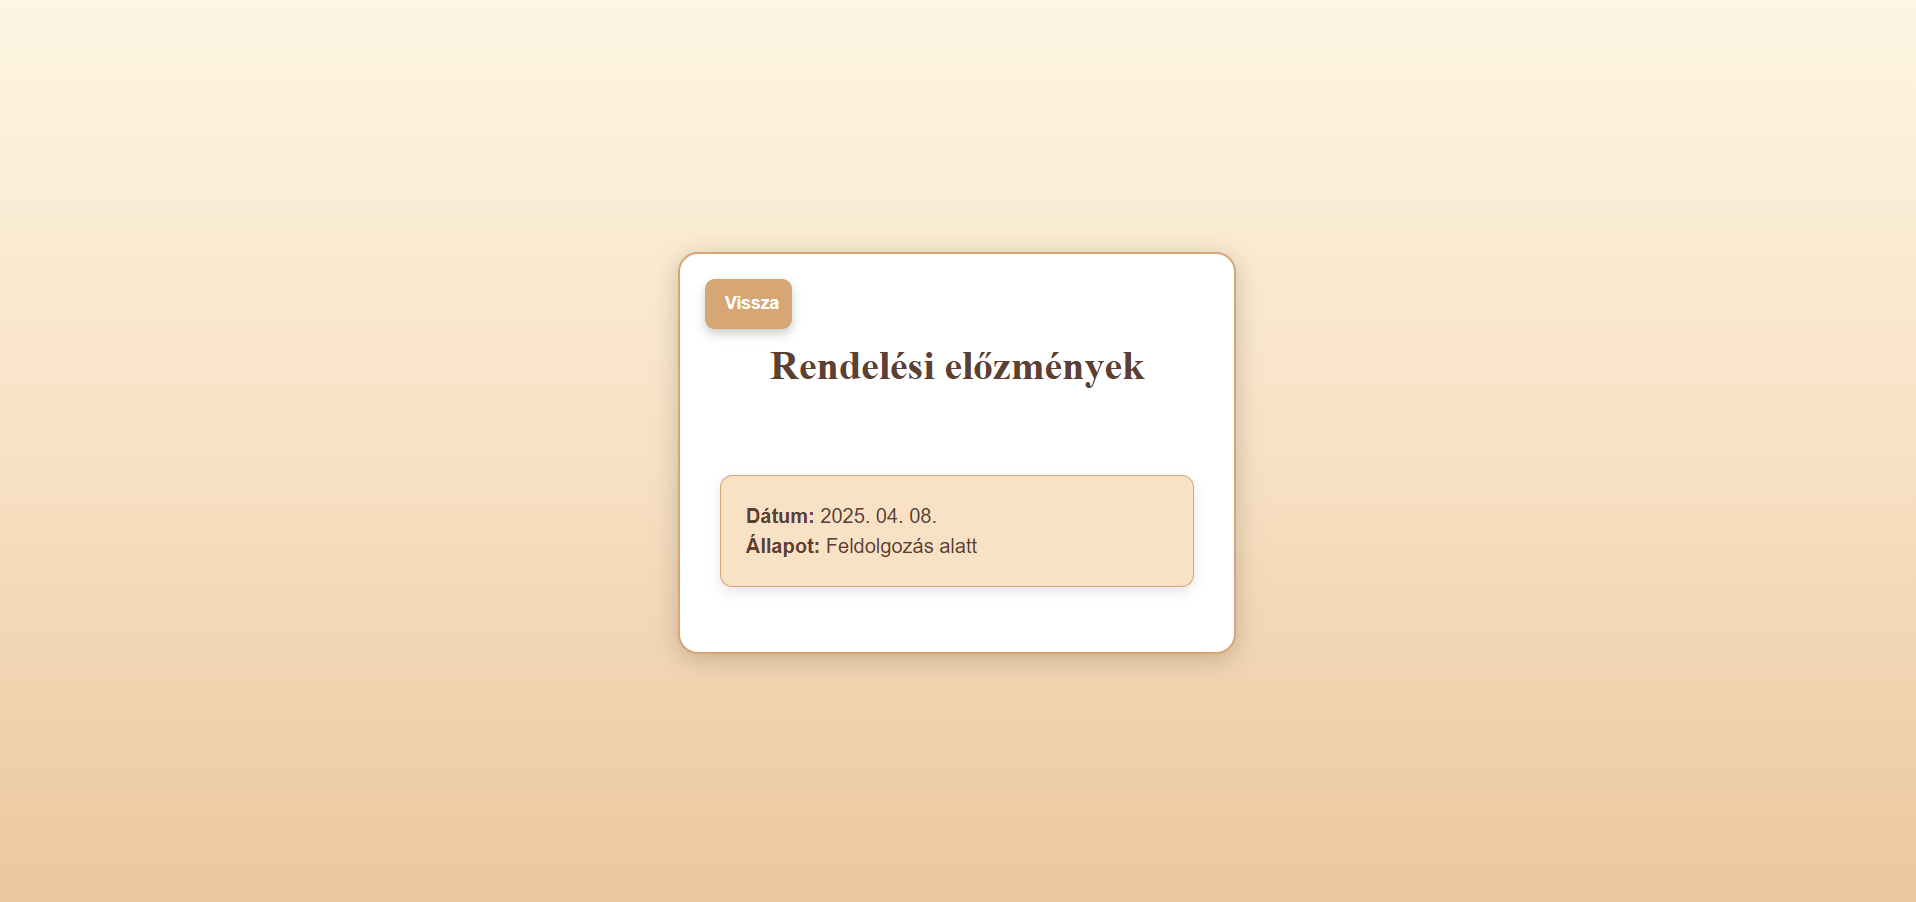 Vissza
Rendelési előzmények
Dátum: 2025. 04. 08.
Állapot: Feldolgozás alatt